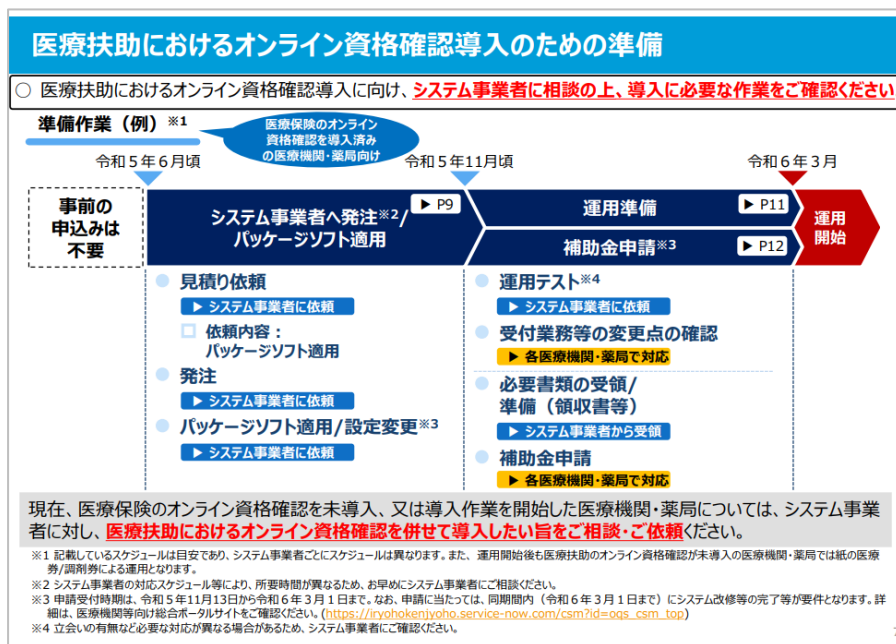 医療扶助におけるオンライン資格確認導入のための準備
○ 医療扶助におけるオンライン資格確認導入に向け、システム事業者に相談の上、導入に必要な作業をご確認ください
準備作業（例）※1
医療保険のオンライン
資格確認を導入済み
の医療機関・薬局向け
令和５年６月頃
令和５年11月頃
令和６年３月
事前の
申込みは
不要
システム事業者へ発注※2/
パッケージソフト適用
▶ P9
運用準備
▶ P11
補助金申請※3
▶ P12
運用
開始
見積り依頼
▶ システム事業者に依頼
依頼内容：
パッケージソフト適用
発注
▶ システム事業者に依頼
パッケージソフト適用/設定変更※3
▶ システム事業者に依頼
運用テスト※4
▶ システム事業者に依頼
受付業務等の変更点の確認
▶ 各医療機関・薬局で対応
必要書類の受領/
準備（領収書等）
▶ システム事業者から受領
補助金申請
▶ 各医療機関・薬局で対応
現在、医療保険のオンライン資格確認を未導入、又は導入作業を開始した医療機関・薬局については、システム事業
者に対し、医療扶助におけるオンライン資格確認を併せて導入したい旨をご相談・ご依頼ください。
※1 記載しているスケジュールは目安であり、システム事業者ごとにスケジュールは異なります。また、運用開始後も医療扶助のオンライン資格確認が未導入の医療機関・薬局では紙の医療
券/調剤券による運用となります。
※2 システム事業者の対応スケジュール等により、所要時間が異なるため、お早めにシステム事業者にご相談ください。
※3 申請受付時期は、令和５年11月13日から令和６年３月１日まで。なお、申請に当たっては、同期間内（令和６年３月１日まで）にシステム改修等の完了等が要件となります。詳
細は、医療機関等向け総合ポータルサイトをご確認ください。(https://iryohokenjyoho.service-now.com/csm?id=oqs_csm_top)
※4 立会いの有無など必要な対応が異なる場合があるため、システム事業者にご確認ください。